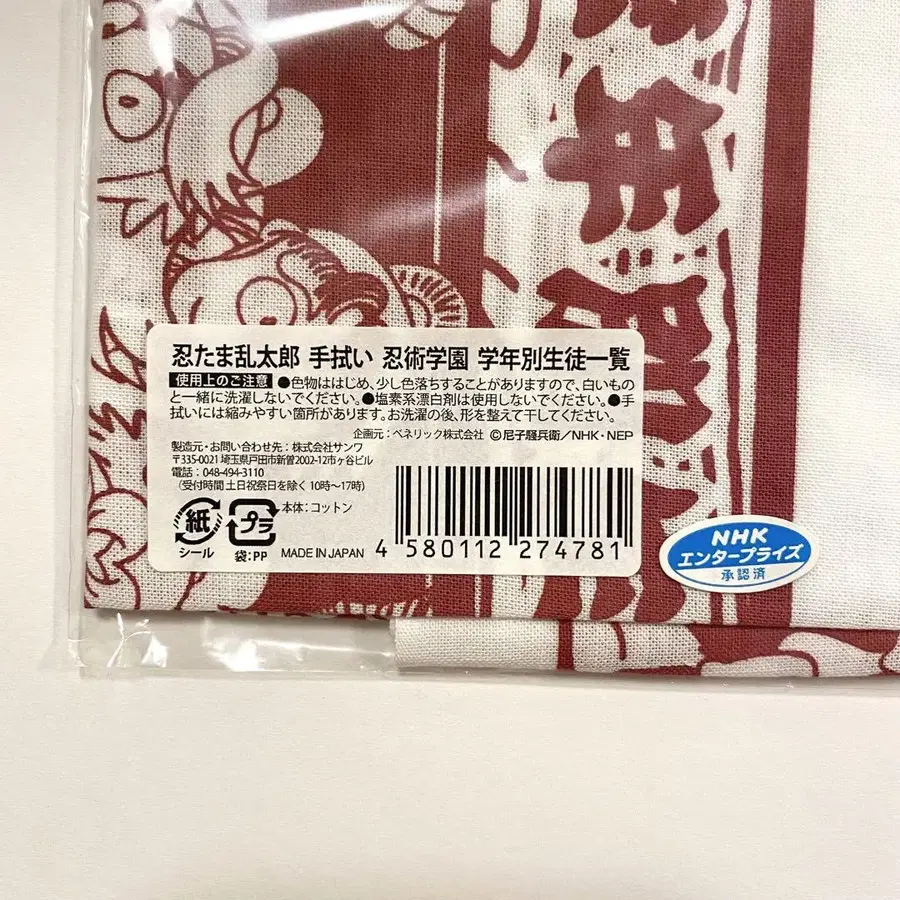 井
忍たま乱太郎 手拭い 忍術学園 学年別生徒一覧
使用上のご注意 ●色物ははじめ、少し色落ちすることがありますので、白いもの
と一緒に洗濯しないでください。●塩素系漂白剤は使用しないでください。●手
拭いには縮みやすい箇所があります。お洗濯の後、形を整えて干してください。
企画元：ベネリック株式会社 ©尼子騒兵衛／NHK・NEP
製造元・お問い合わせ先：株式会社サンワ
〒335-0021 埼玉県戸田市新曽2002-12市ヶ谷ビル
電話：048-494-3110
（受付時間 土日祝祭日を除く 10時～17時）
紙 プラ 本体：コットン
シール 袋：PP MADE IN JAPAN 4 580112 274781
NHK
エンタープライズ
承認済